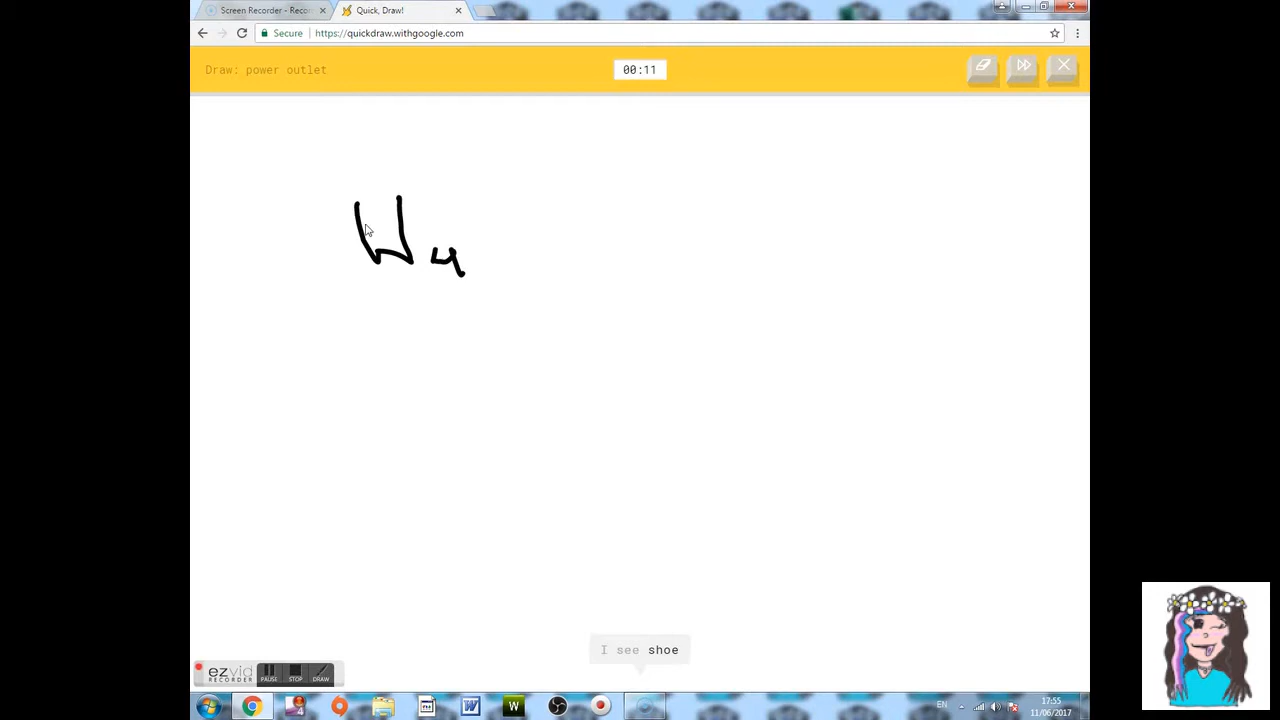 Screen Recorder - Recor
Quick, Draw!
Secure
https://quickdraw.withgoogle.com
Draw: power outlet
00:11
I see shoe
ezvid
RECORDER
PAUSE
STOP
DRAW
W
EN
17:55
11/06/2017